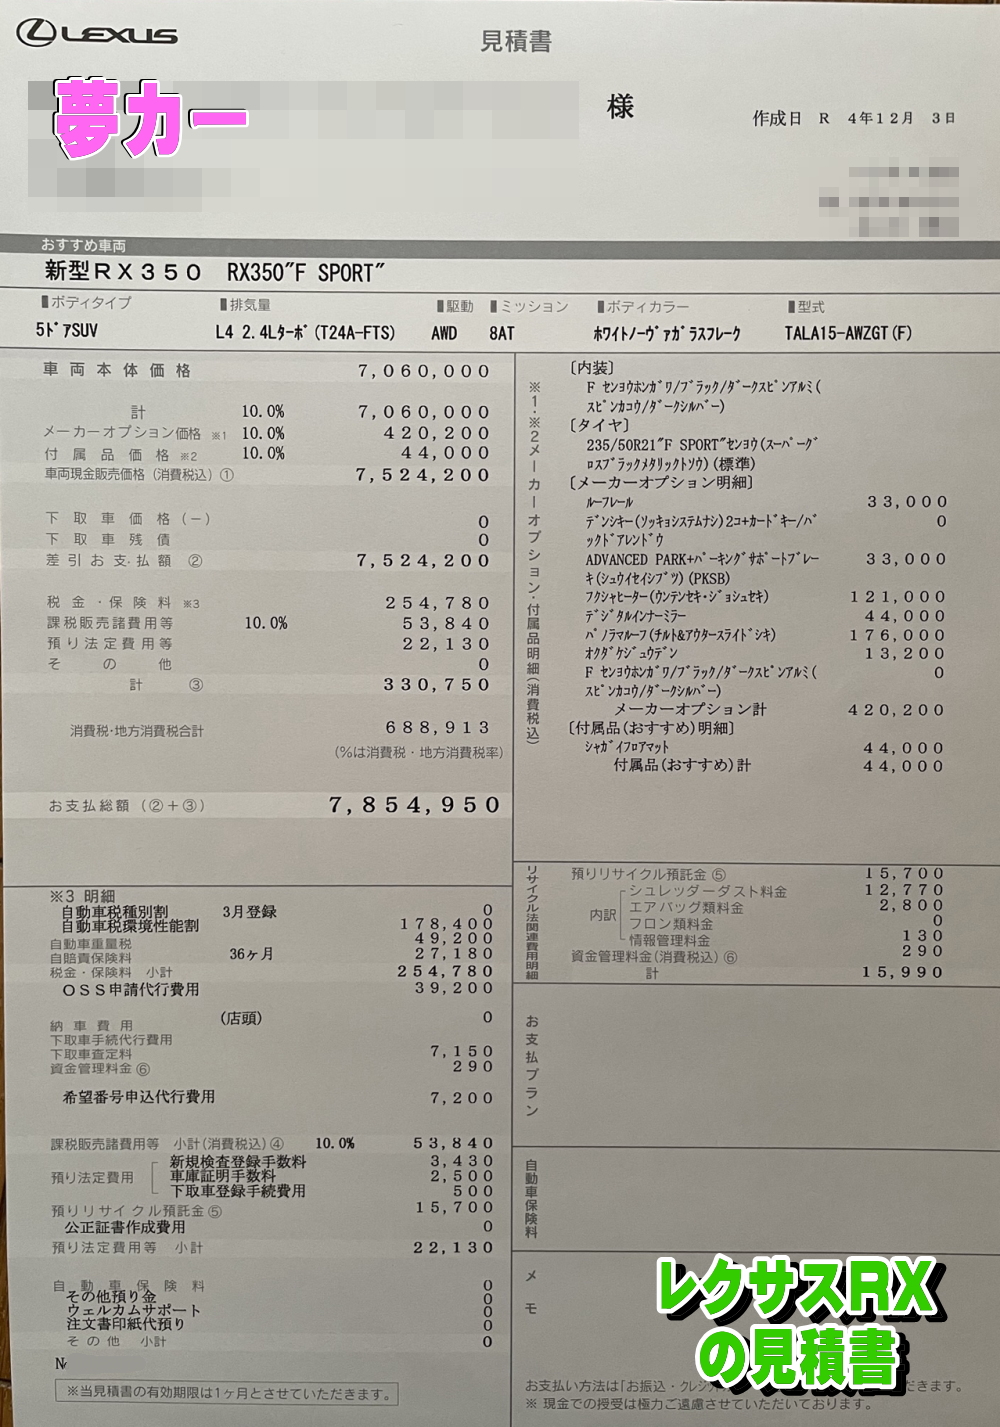 LEXUS
見積書
夢カー
様
作成日 R 4年12月 3日
おすすめ車両
新型RX350 RX350"F SPORT"
ボディタイプ 排気量 駆動 ミッション ボディカラー 型式
5ドアSUV L4 2.4Lターボ(T24A-FTS) AWD 8AT ホワイトノーヴァガラスフレーク TALA15-AWZGT(F)
車両本体価格 7,060,000
計 10.0% 7,060,000
メーカーオプション価格 ※1 10.0% 420,200
付属品価格 ※2 10.0% 44,000
車両現金販売価格(消費税込)① 7,524,200
下取車価格(-) 0
下取車残債 0
差引お支払額 ② 7,524,200
税金・保険料 ※3 254,780
課税販売諸費用等 10.0% 53,840
預り法定費用等 22,130
その他 0
計 ③ 330,750
消費税・地方消費税合計 688,913
(%は消費税・地方消費税率)
お支払総額(②+③) 7,854,950
※1・※2メーカーオプション・付属品明細(消費税込)
〔内装〕
F センヨウホンガワ/ブラック/ダークスピンアルミ(
スピンカコウ/ダークシルバー)
〔タイヤ〕
235/50R21"F SPORT"センヨウ(スーパーグ
ロスブラックメタリックトソウ)(標準)
〔メーカーオプション明細〕
ルーフレール 33,000
デンシキー(ソッキョシステムナシ)2コ+カードキー/バ 0
ックドアレンドウ
ADVANCED PARK+パーキングサポートブレー 33,000
キ(シュウイセイシブツ)(PKSB)
フクシャヒーター(ウンテンセキ・ジョシュセキ) 121,000
デジタルインナーミラー 44,000
パノラマルーフ(チルト&アウタースライドシキ) 176,000
オクダケジュウデン 13,200
F センヨウホンガワ/ブラック/ダークスピンアルミ( 0
スピンカコウ/ダークシルバー)
メーカーオプション計 420,200
〔付属品(おすすめ)明細〕
シャガイフロアマット 44,000
付属品(おすすめ)計 44,000
リサイクル法関連費用明細
預りリサイクル預託金⑤ 15,700
内訳 シュレッダーダスト料金 12,770
エアバッグ類料金 2,800
フロン類料金 0
情報管理料金 130
資金管理料金(消費税込)⑥ 290
計 15,990
※3 明細
自動車税種別割 3月登録 0
自動車税環境性能割 178,400
自動車重量税 49,200
自賠責保険料 36ヶ月 27,180
税金・保険料 小計 254,780
OSS申請代行費用 39,200
納車費用 (店頭) 0
下取車手続代行費用
下取車査定料 7,150
資金管理料金⑥ 290
希望番号申込代行費用 7,200
課税販売諸費用等 小計(消費税込)④ 10.0% 53,840
預り法定費用 新規検査登録手数料 3,430
車庫証明手数料 2,500
下取車登録手続費用 500
預りリサイクル預託金⑤ 15,700
公正証書作成費用 0
預り法定費用等 小計 22,130
自動車保険料 0
その他預り金 0
ウェルカムサポート 0
注文書印紙代預り 0
その他 小計 0
お支払プラン
自動車保険料
メモ
レクサスRX
の見積書
№
※当見積書の有効期限は1ヶ月とさせていただきます。
お支払い方法は「お振込・クレジット だきます。
※ 現金での授受は極力ご遠慮させていただいております。